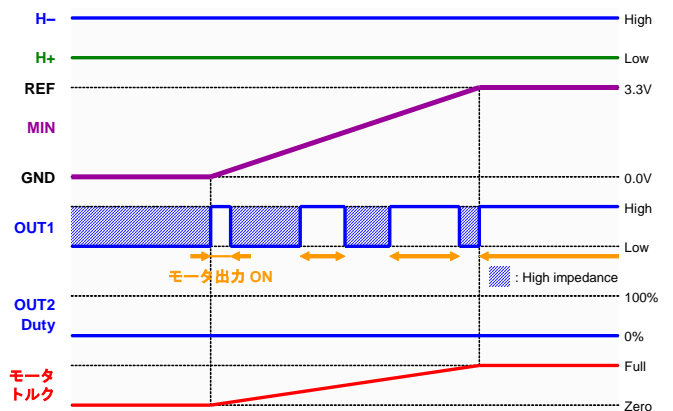 H–
High
H+
Low
REF
3.3V
MIN
GND
0.0V
High
OUT1
Low
モータ出力 ON
: High impedance
100%
OUT2
Duty
0%
Full
モータ
トルク
Zero